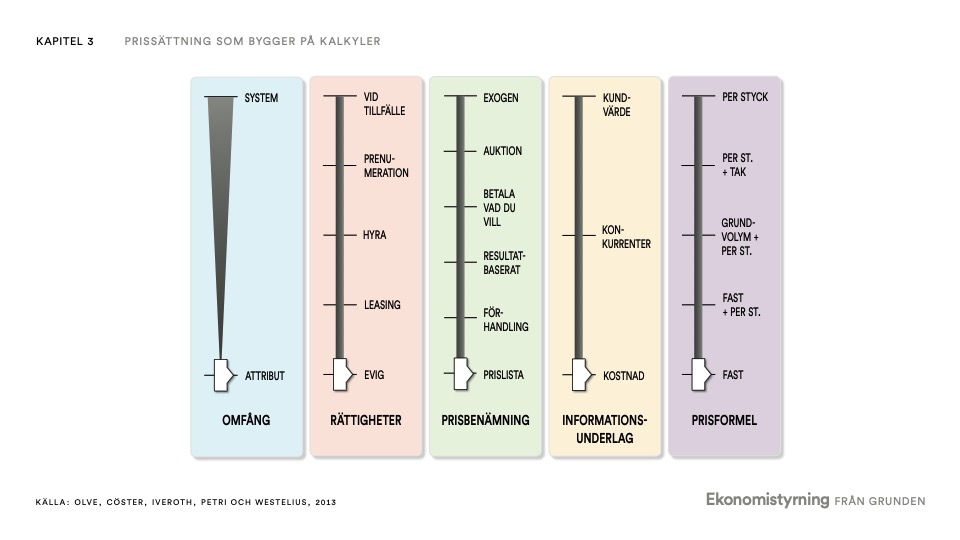 KAPITEL 3 PRISSÄTTNING SOM BYGGER PÅ KALKYLER
SYSTEM
ATTRIBUT
OMFÅNG
VID
TILLFÄLLE
PRENU-
MERATION
HYRA
LEASING
EVIG
RÄTTIGHETER
EXOGEN
AUKTION
BETALA
VAD DU
VILL
RESULTAT-
BASERAT
FÖR-
HANDLING
PRISLISTA
PRISBENÄMNING
KUND-
VÄRDE
KON-
KURRENTER
KOSTNAD
INFORMATIONS-
UNDERLAG
PER STYCK
PER ST.
+ TAK
GRUND-
VOLYM +
PER ST.
FAST
+ PER ST.
FAST
PRISFORMEL
KÄLLA: OLVE, CÖSTER, IVEROTH, PETRI OCH WESTELIUS, 2013
Ekonomistyrning FRÅN GRUNDEN